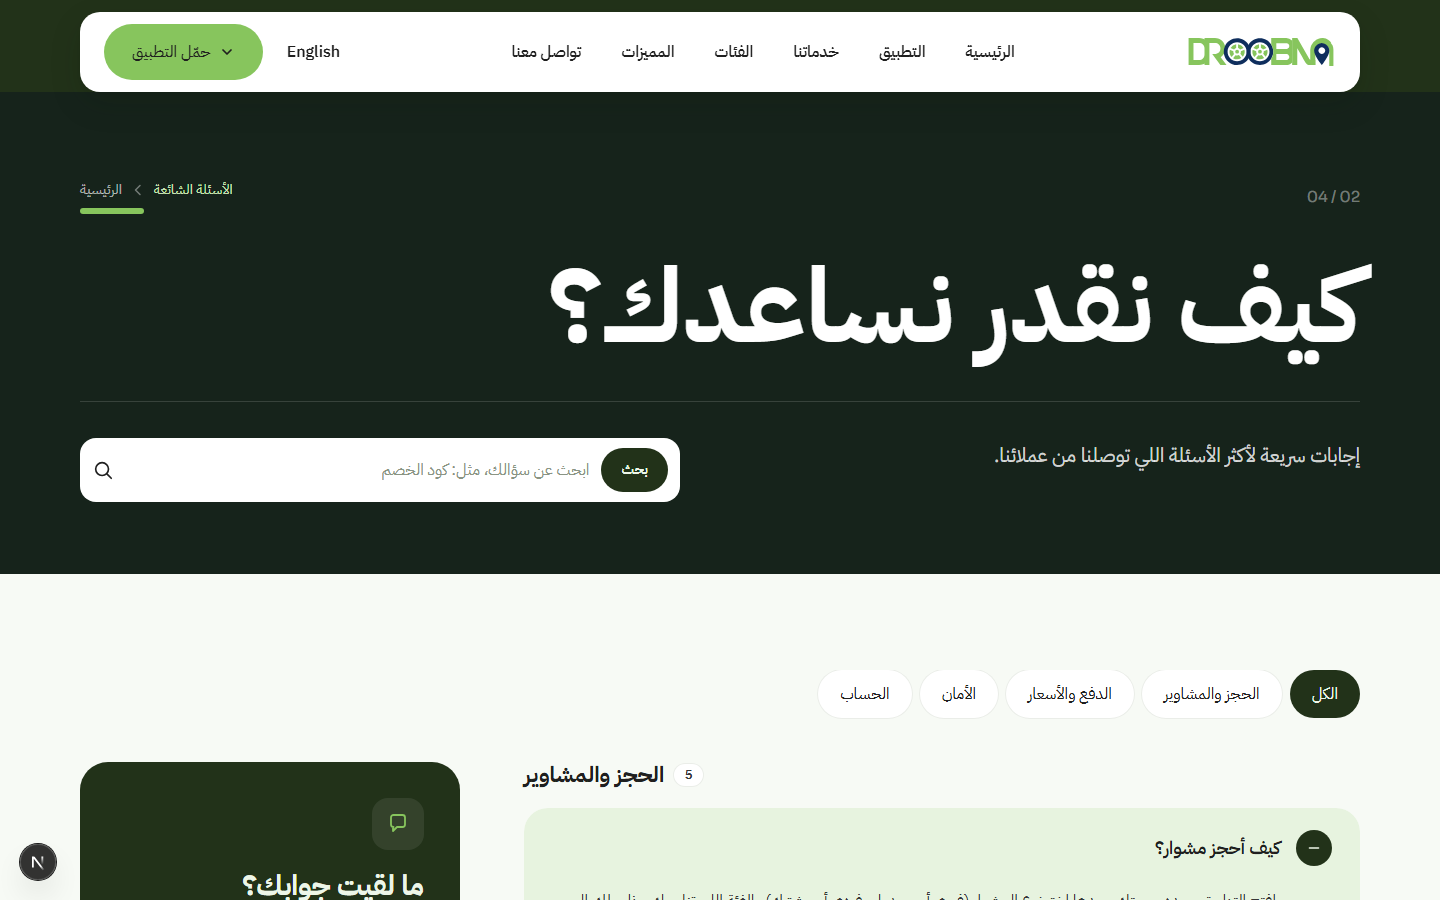 DROOBNA
الرئيسية
التطبيق
خدماتنا
الفئات
المميزات
تواصل معنا
English
حمّل التطبيق
الرئيسية
الأسئلة الشائعة
04 / 02
كيف نقدر نساعدك؟
إجابات سريعة لأكثر الأسئلة اللي توصلنا من عملائنا.
ابحث عن سؤالك، مثل: كود الخصم
بحث
الكل
الحجز والمشاوير
الدفع والأسعار
الأمان
الحساب
الحجز والمشاوير
5
كيف أحجز مشوار؟
ما لقيت جوابك؟
N